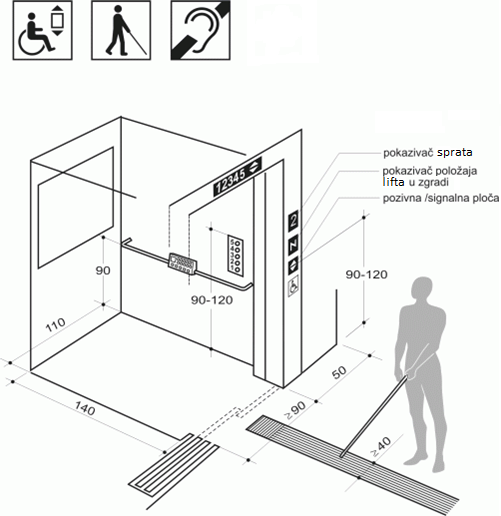 pokazivač sprata
pokazivač položaja
lifta u zgradi
pozivna /signalna ploča
12345
2
90
90-120
90-120
110
140
50
≥90
≥40